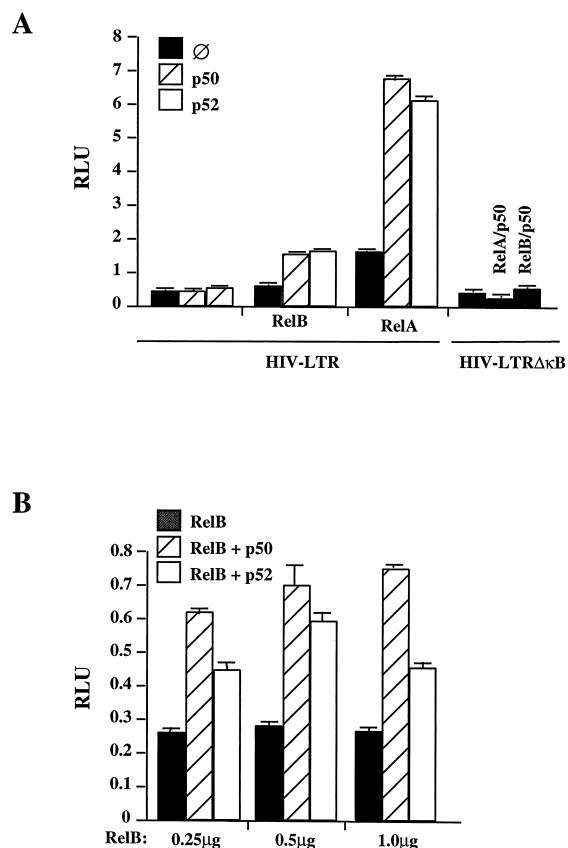 A
8
7
6
5
4
3
2
1
0
RLU
∅
p50
p52
RelA/p50
RelB/p50
RelB
RelA
HIV-LTR
HIV-LTRΔκB
B
RelB
RelB + p50
RelB + p52
0.8
0.7
0.6
0.5
0.4
0.3
0.2
0.1
0
RLU
RelB: 0.25μg 0.5μg 1.0μg